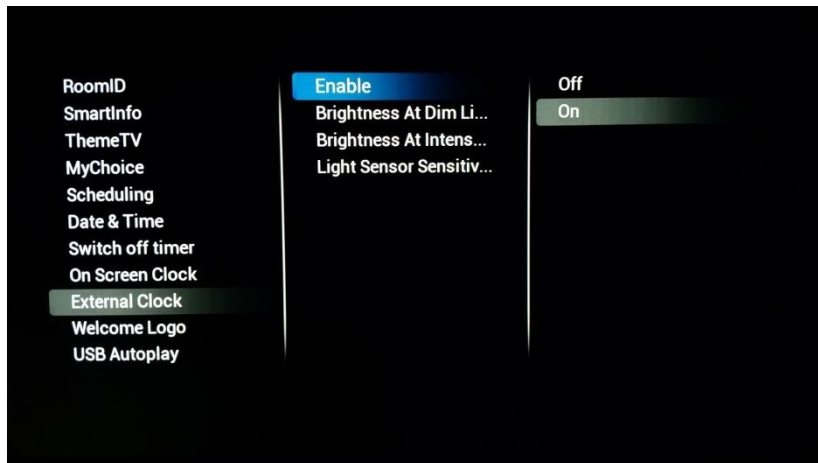 RoomID
SmartInfo
ThemeTV
MyChoice
Scheduling
Date & Time
Switch off timer
On Screen Clock
External Clock
Welcome Logo
USB Autoplay
Enable
Brightness At Dim Li...
Brightness At Intens...
Light Sensor Sensitiv...
Off
On